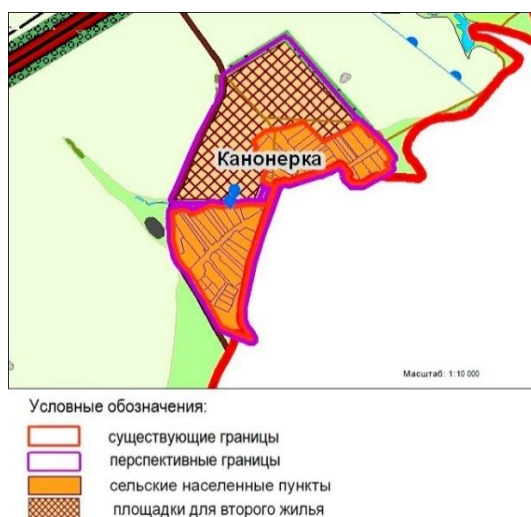 Канонерка
Масштаб: 1:10 000
Условные обозначения:
существующие границы
перспективные границы
сельские населенные пункты
площадки для второго жилья